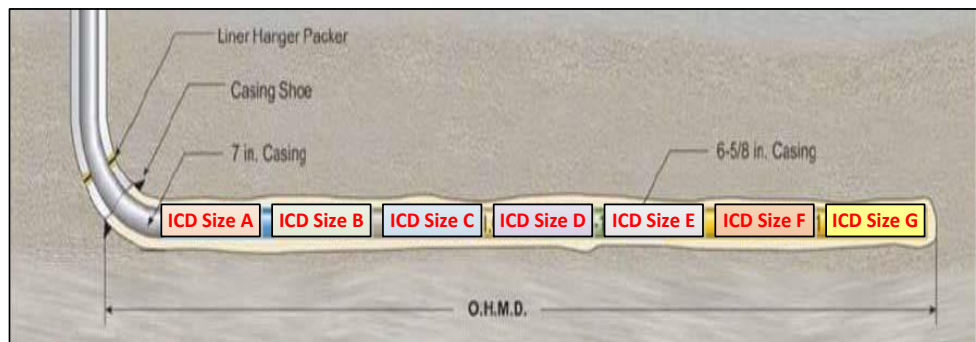 Liner Hanger Packer
Casing Shoe
7 in. Casing
6-5/8 in. Casing
ICD Size A
ICD Size B
ICD Size C
ICD Size D
ICD Size E
ICD Size F
ICD Size G
O.H.M.D.